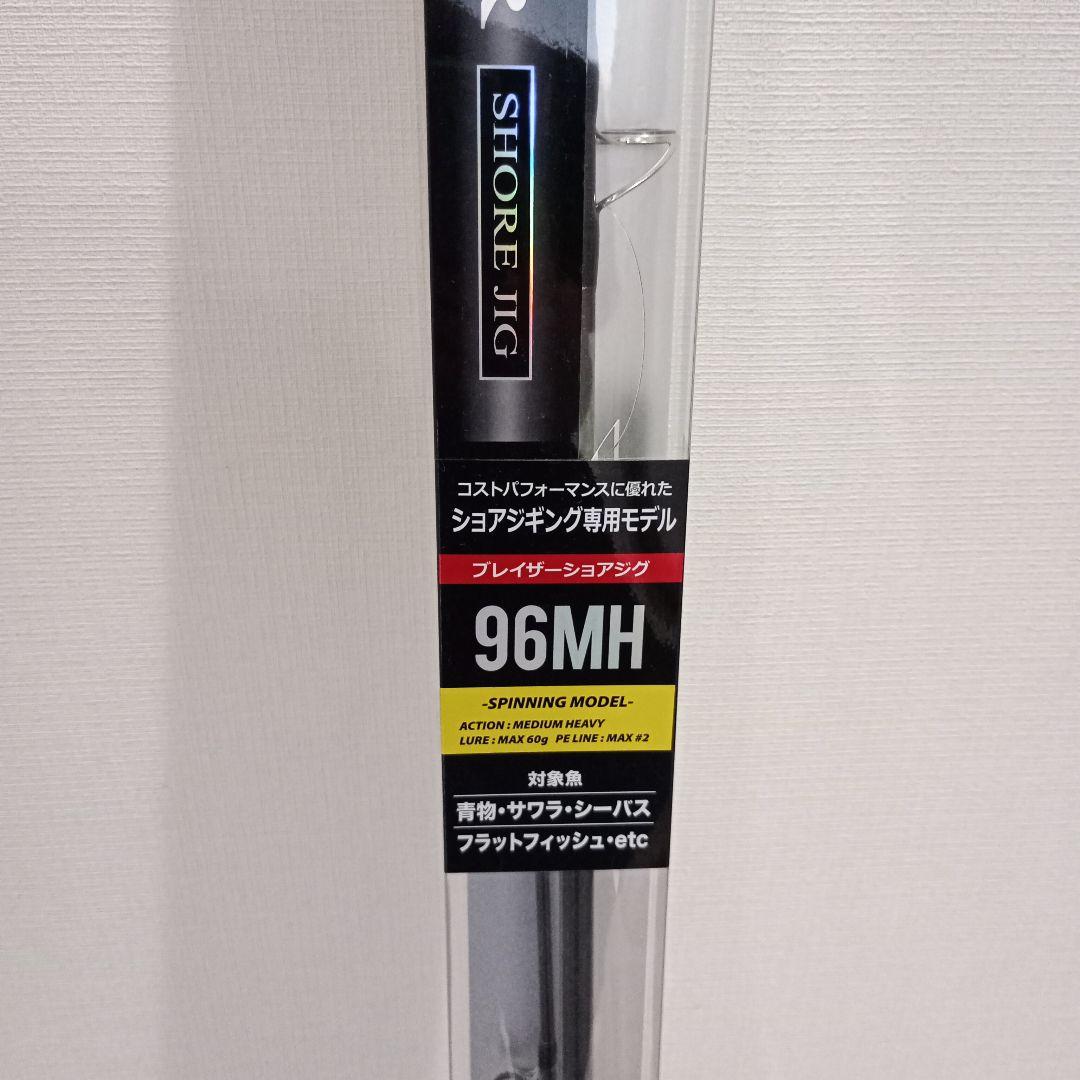 SHORE JIG
コストパフォーマンスに優れた
ショアジギング専用モデル
ブレイザーショアジグ
96MH
-SPINNING MODEL-
ACTION : MEDIUM HEAVY
LURE : MAX 60g PE LINE : MAX #2
対象魚
青物・サワラ・シーバス
フラットフィッシュ・etc